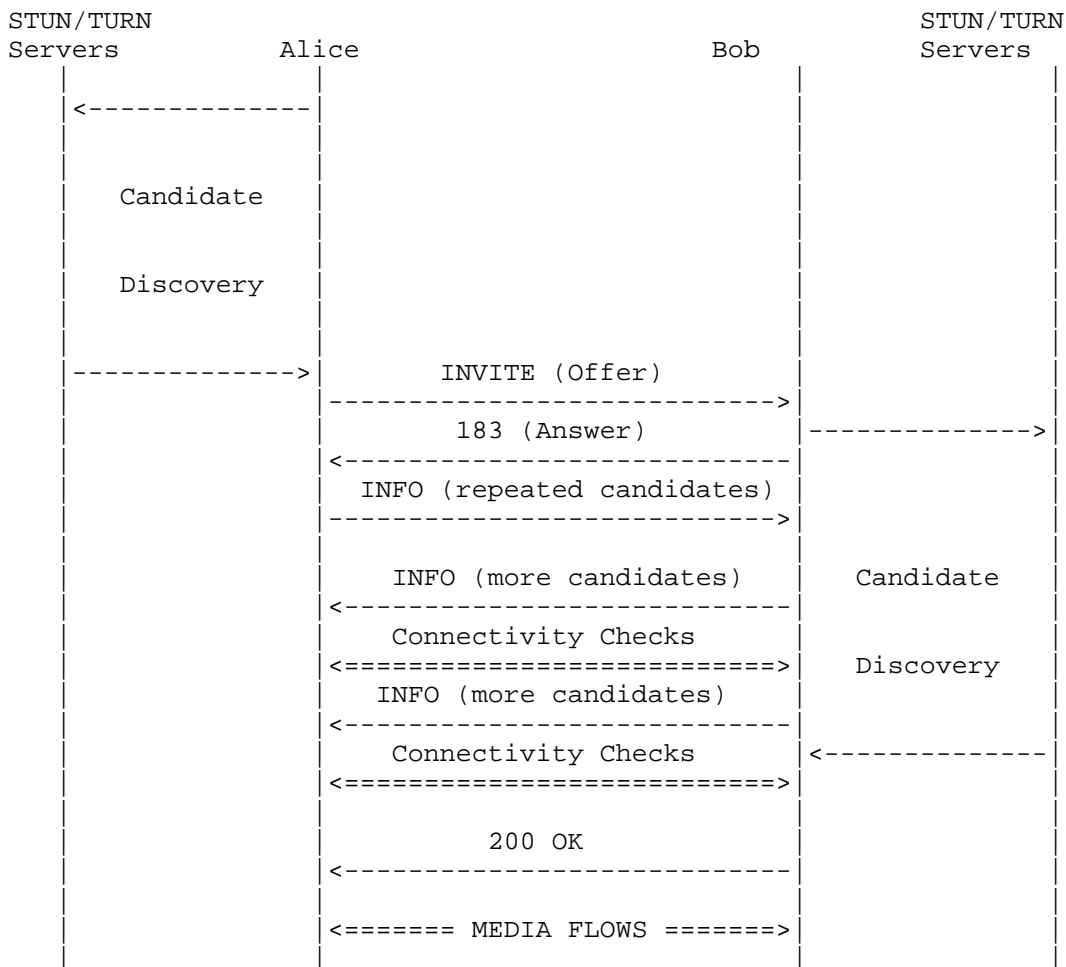 STUN/TURN STUN/TURN
Servers Alice Bob Servers
Candidate
Discovery
INVITE (Offer)
183 (Answer)
INFO (repeated candidates)
INFO (more candidates) Candidate
Connectivity Checks
Discovery
INFO (more candidates)
Connectivity Checks
200 OK
MEDIA FLOWS